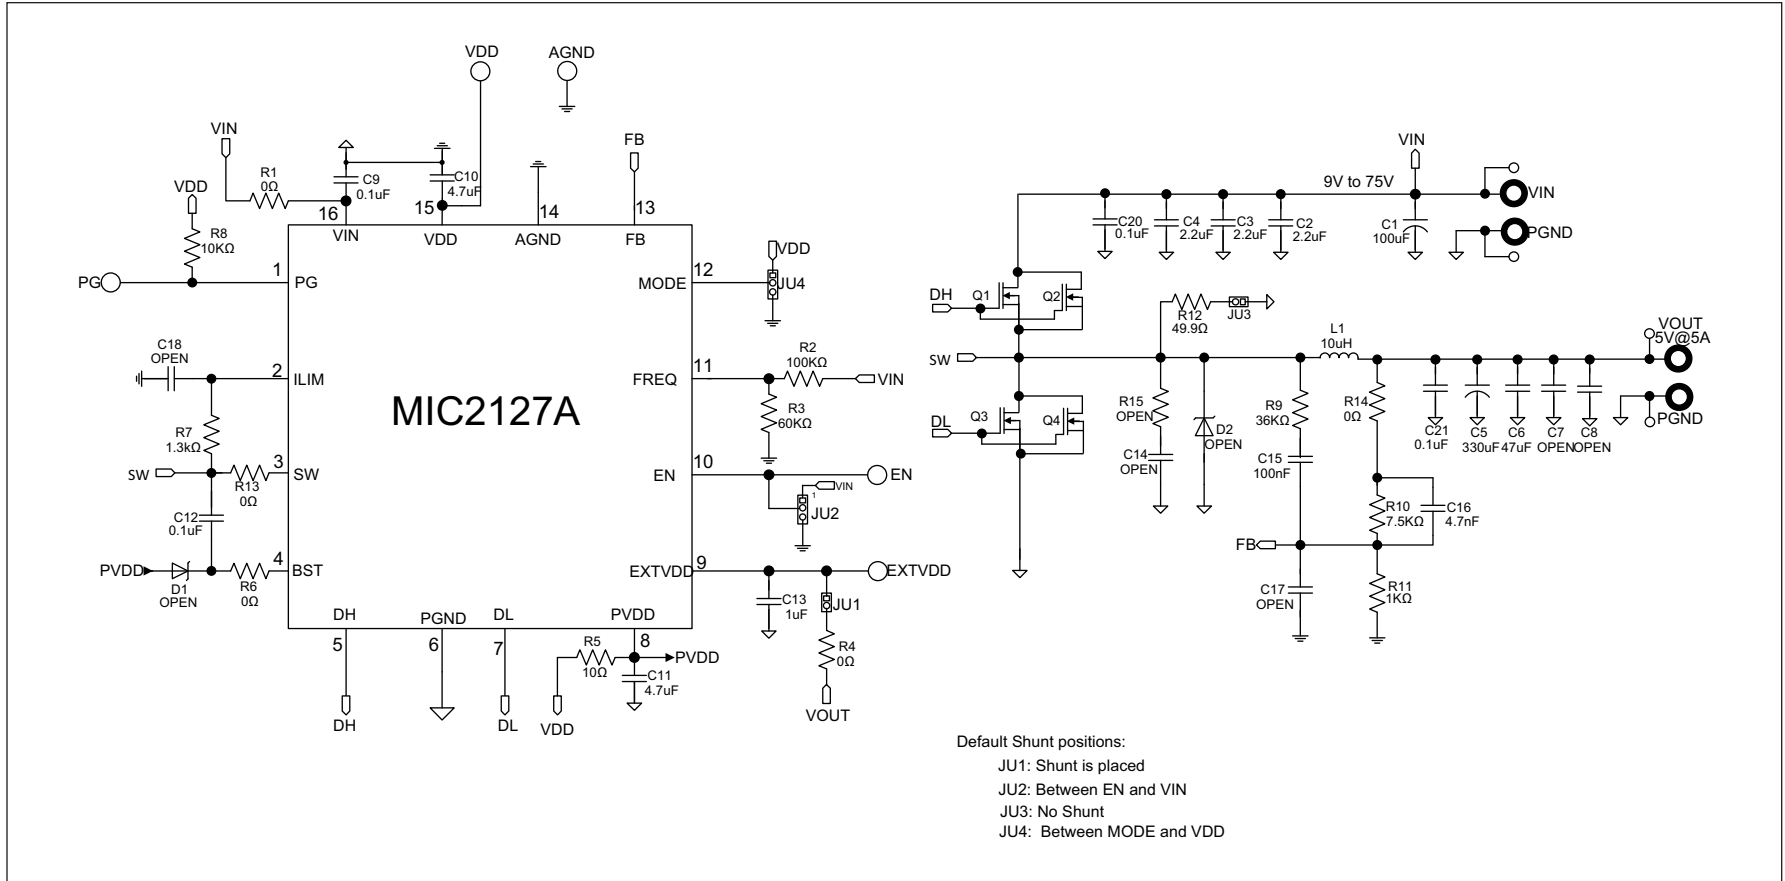 VDD
AGND
VIN
FB
VIN
R1
0Ω
C9
0.1uF
C10
4.7uF
VDD
R8
10KΩ
16
15
14
13
VIN
VDD
AGND
FB
PG
1
PG
MODE
12
VDD
JU4
C18
OPEN
2
ILIM
FREQ
11
R2
100KΩ
VIN
R3
60KΩ
MIC2127A
R7
1.3kΩ
SW
R13
0Ω
3
SW
EN
10
EN
1
VIN
JU2
C12
0.1uF
PVDD
D1
OPEN
R6
0Ω
4
BST
EXTVDD
9
EXTVDD
C13
1uF
JU1
R4
0Ω
VOUT
DH
PGND
DL
PVDD
5
6
7
8
R5
10Ω
PVDD
C11
4.7uF
DH
DL
VDD
VIN
9V to 75V
VIN
C20
0.1uF
C4
2.2uF
C3
2.2uF
C2
2.2uF
C1
100uF
PGND
DH
Q1
Q2
R12
49.9Ω
JU3
SW
L1
10uH
VOUT
5V@5A
DL
Q3
Q4
R15
OPEN
C14
OPEN
D2
OPEN
R9
36KΩ
C15
100nF
R14
0Ω
C21
0.1uF
C5
330uF
C6
47uF
C7
OPEN
C8
OPEN
PGND
R10
7.5KΩ
C16
4.7nF
FB
C17
OPEN
R11
1KΩ
Default Shunt positions:
JU1: Shunt is placed
JU2: Between EN and VIN
JU3: No Shunt
JU4: Between MODE and VDD